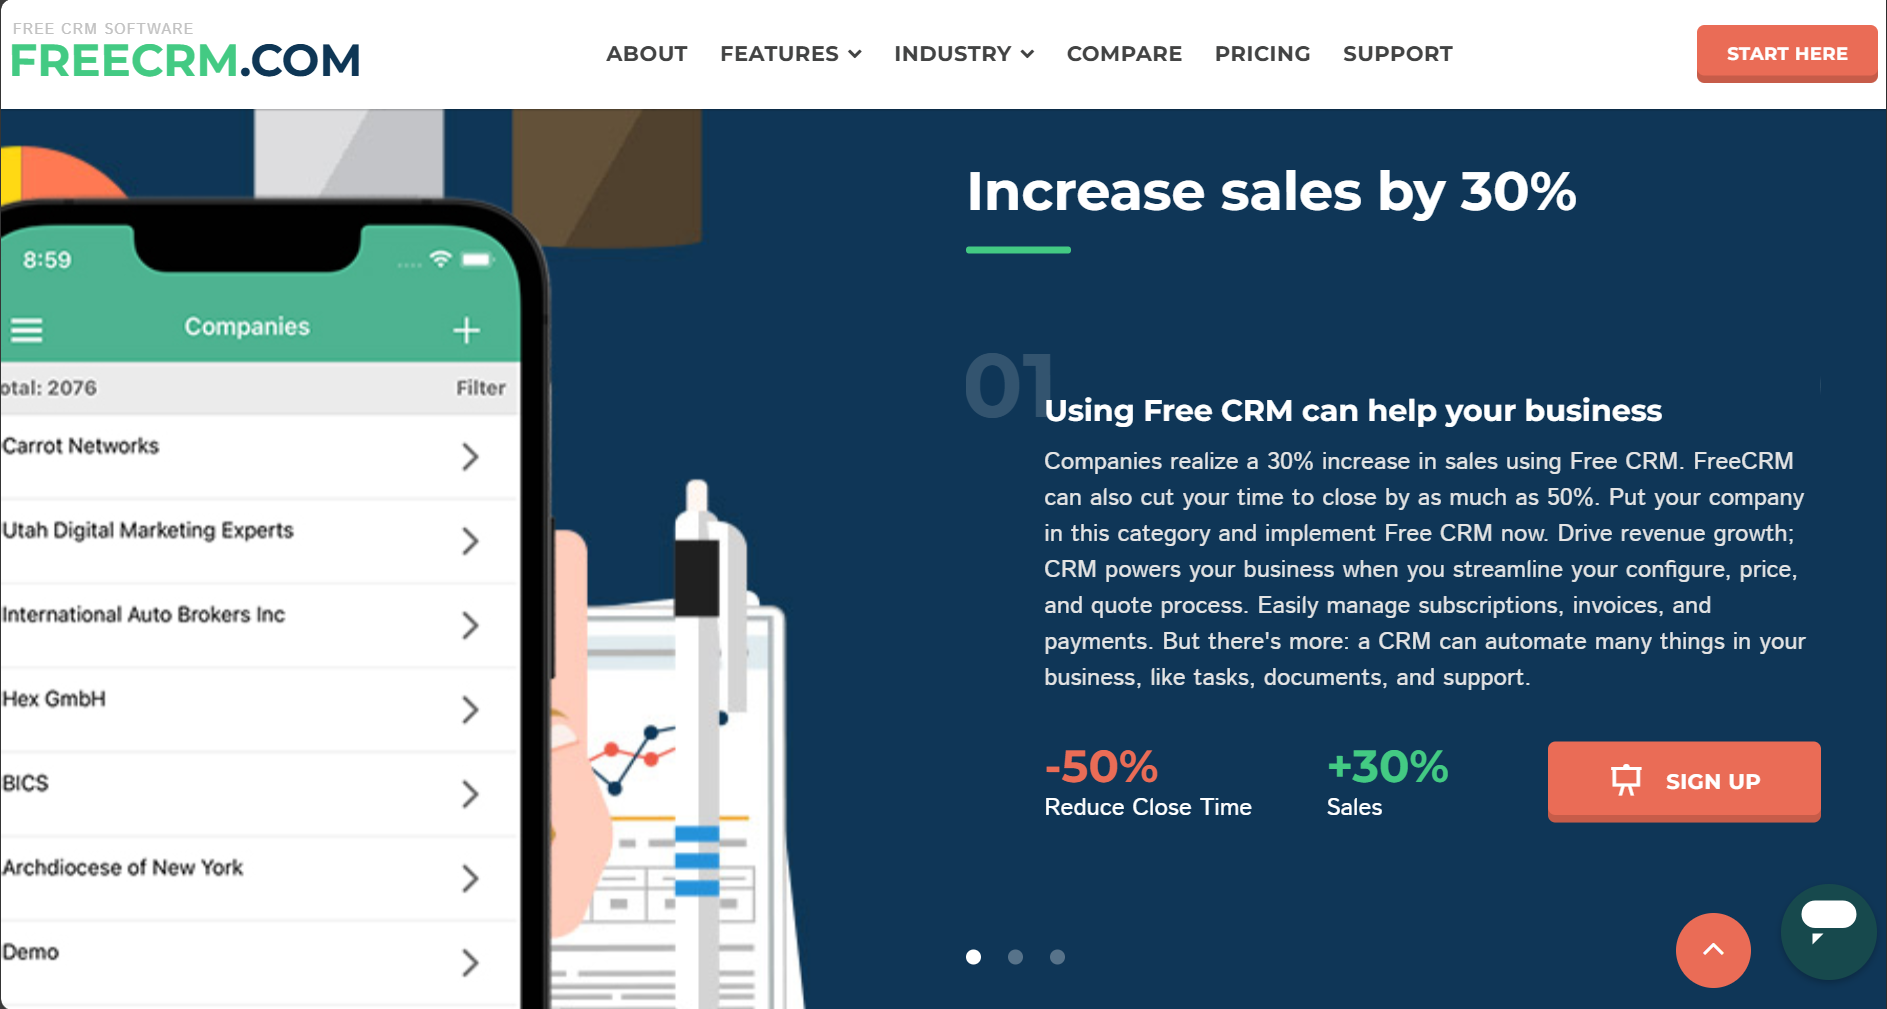 FREE CRM SOFTWARE
FREECRM.COM
ABOUT
FEATURES
INDUSTRY
COMPARE
PRICING
SUPPORT
START HERE
8:59
Companies
otal: 2076
Filter
Carrot Networks
Utah Digital Marketing Experts
International Auto Brokers Inc
Hex GmbH
BICS
Archdiocese of New York
Demo
Increase sales by 30%
01
Using Free CRM can help your business
Companies realize a 30% increase in sales using Free CRM. FreeCRM
can also cut your time to close by as much as 50%. Put your company
in this category and implement Free CRM now. Drive revenue growth;
CRM powers your business when you streamline your configure, price,
and quote process. Easily manage subscriptions, invoices, and
payments. But there's more: a CRM can automate many things in your
business, like tasks, documents, and support.
-50%
Reduce Close Time
+30%
Sales
SIGN UP